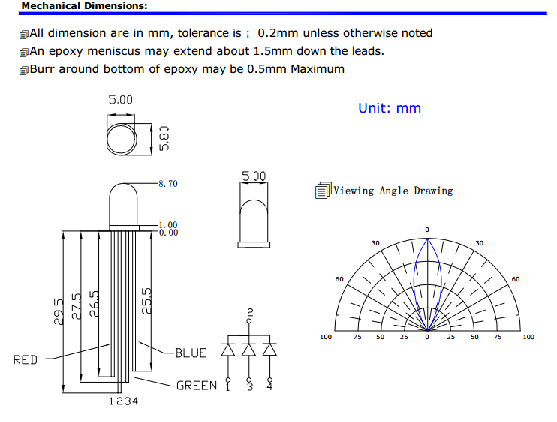 Mechanical Dimensions:
All dimension are in mm, tolerance is ; 0.2mm unless otherwise noted
An epoxy meniscus may extend about 1.5mm down the leads.
Burr around bottom of epoxy may be 0.5mm Maximum
5.00
Unit: mm
5.80
8.70
5.00
Viewing Angle Drawing
1.00
0.00
0
30
30
60
60
29.5
27.5
26.5
25.5
2
100 75 50 25 0 25 50 75 100
RED
BLUE
GREEN
1 3 4
1234